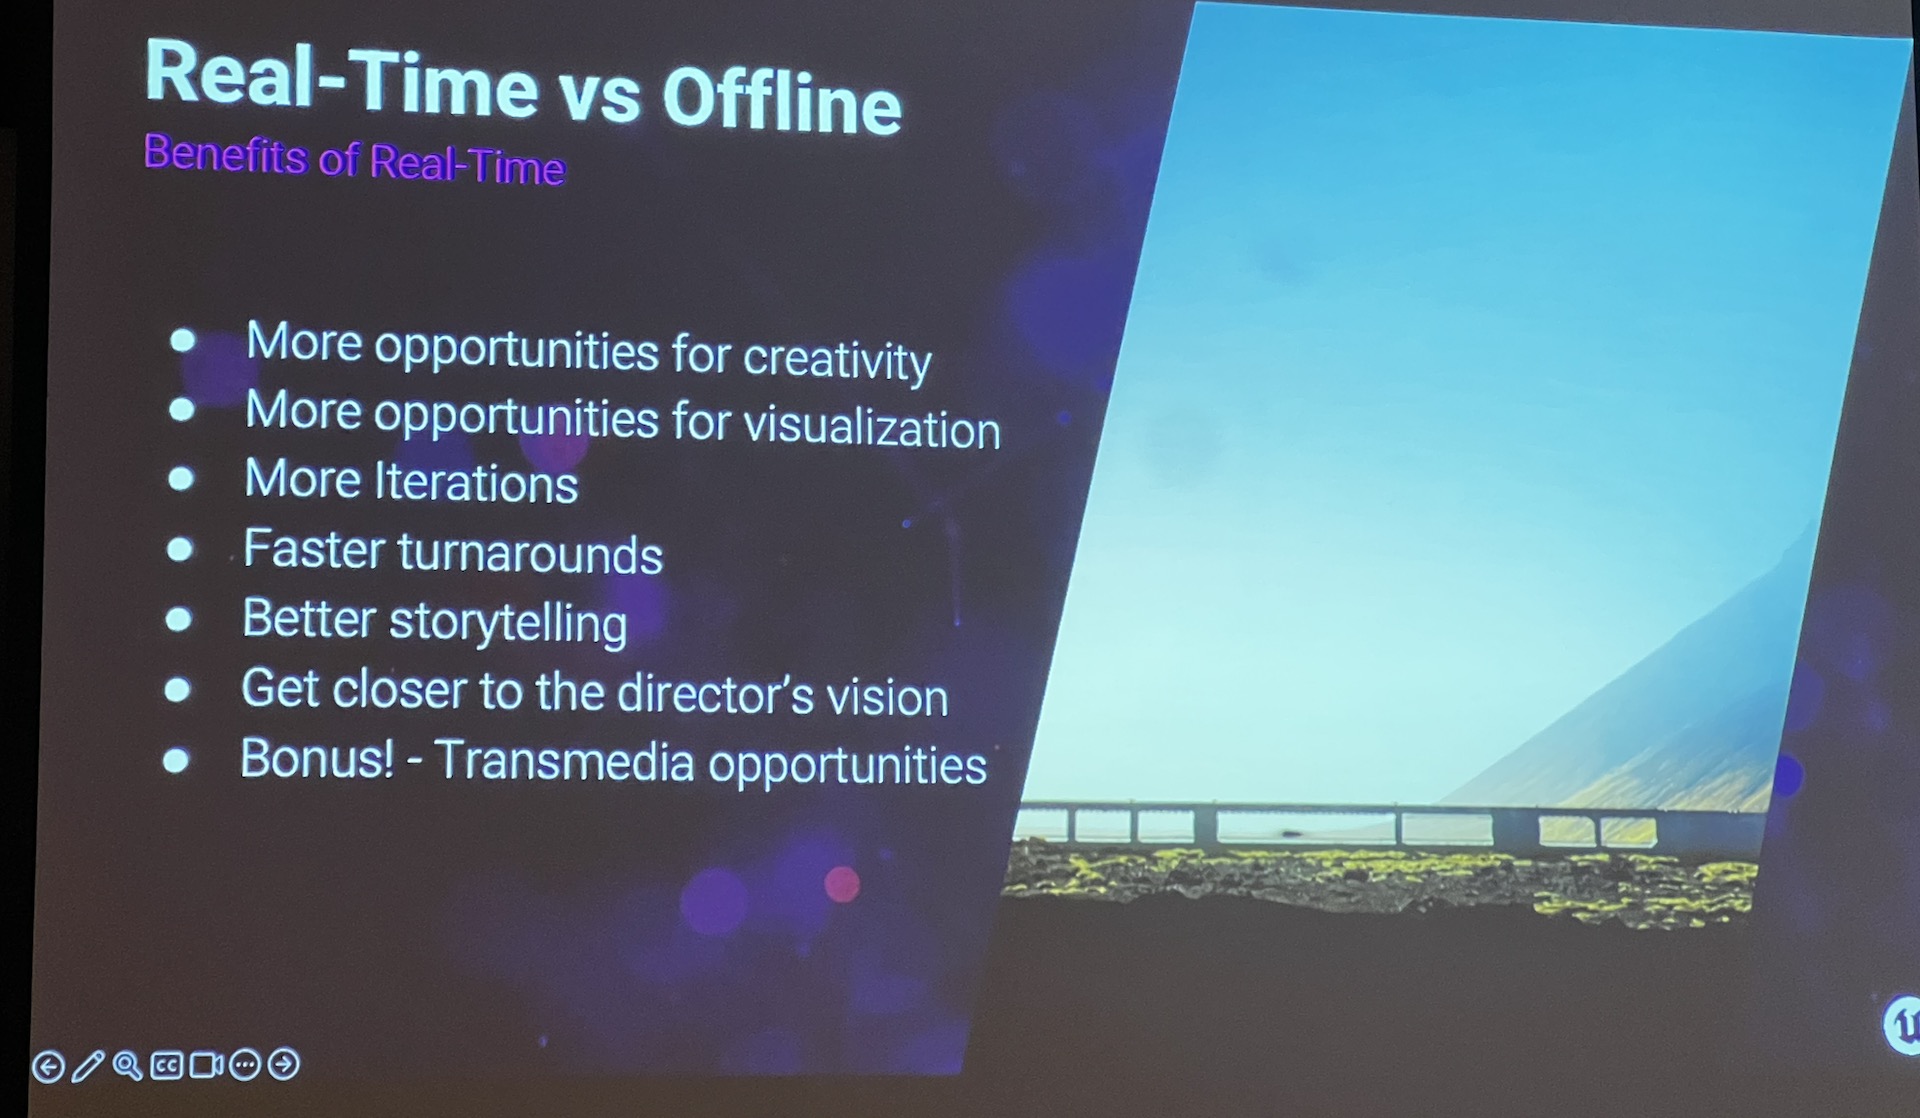 Real-Time vs Offline
Benefits of Real-Time
● More opportunities for creativity
● More opportunities for visualization
● More Iterations
● Faster turnarounds
● Better storytelling
● Get closer to the director's vision
● Bonus! - Transmedia opportunities
CC